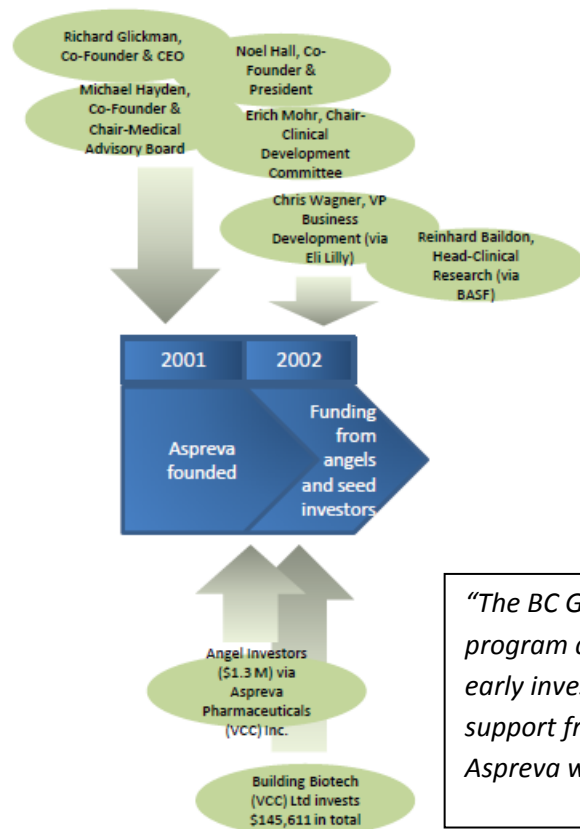 Richard Glickman,
Co-Founder & CEO
Noel Hall, Co-
Founder &
President
Michael Hayden,
Co-Founder &
Chair-Medical
Advisory Board
Erich Mohr, Chair-
Clinical
Development
Committee
Chris Wagner, VP
Business
Development (via
Eli Lilly)
Reinhard Baildon,
Head-Clinical
Research (via
BASF)
2001
2002
Aspreva
founded
Funding
from
angels
and seed
investors
Angel Investors
($1.3 M) via
Aspreva
Pharmaceuticals
(VCC) Inc.
Building Biotech
(VCC) Ltd invests
$145,611 in total
“The BC G
program
early inves
support fr
Aspreva w